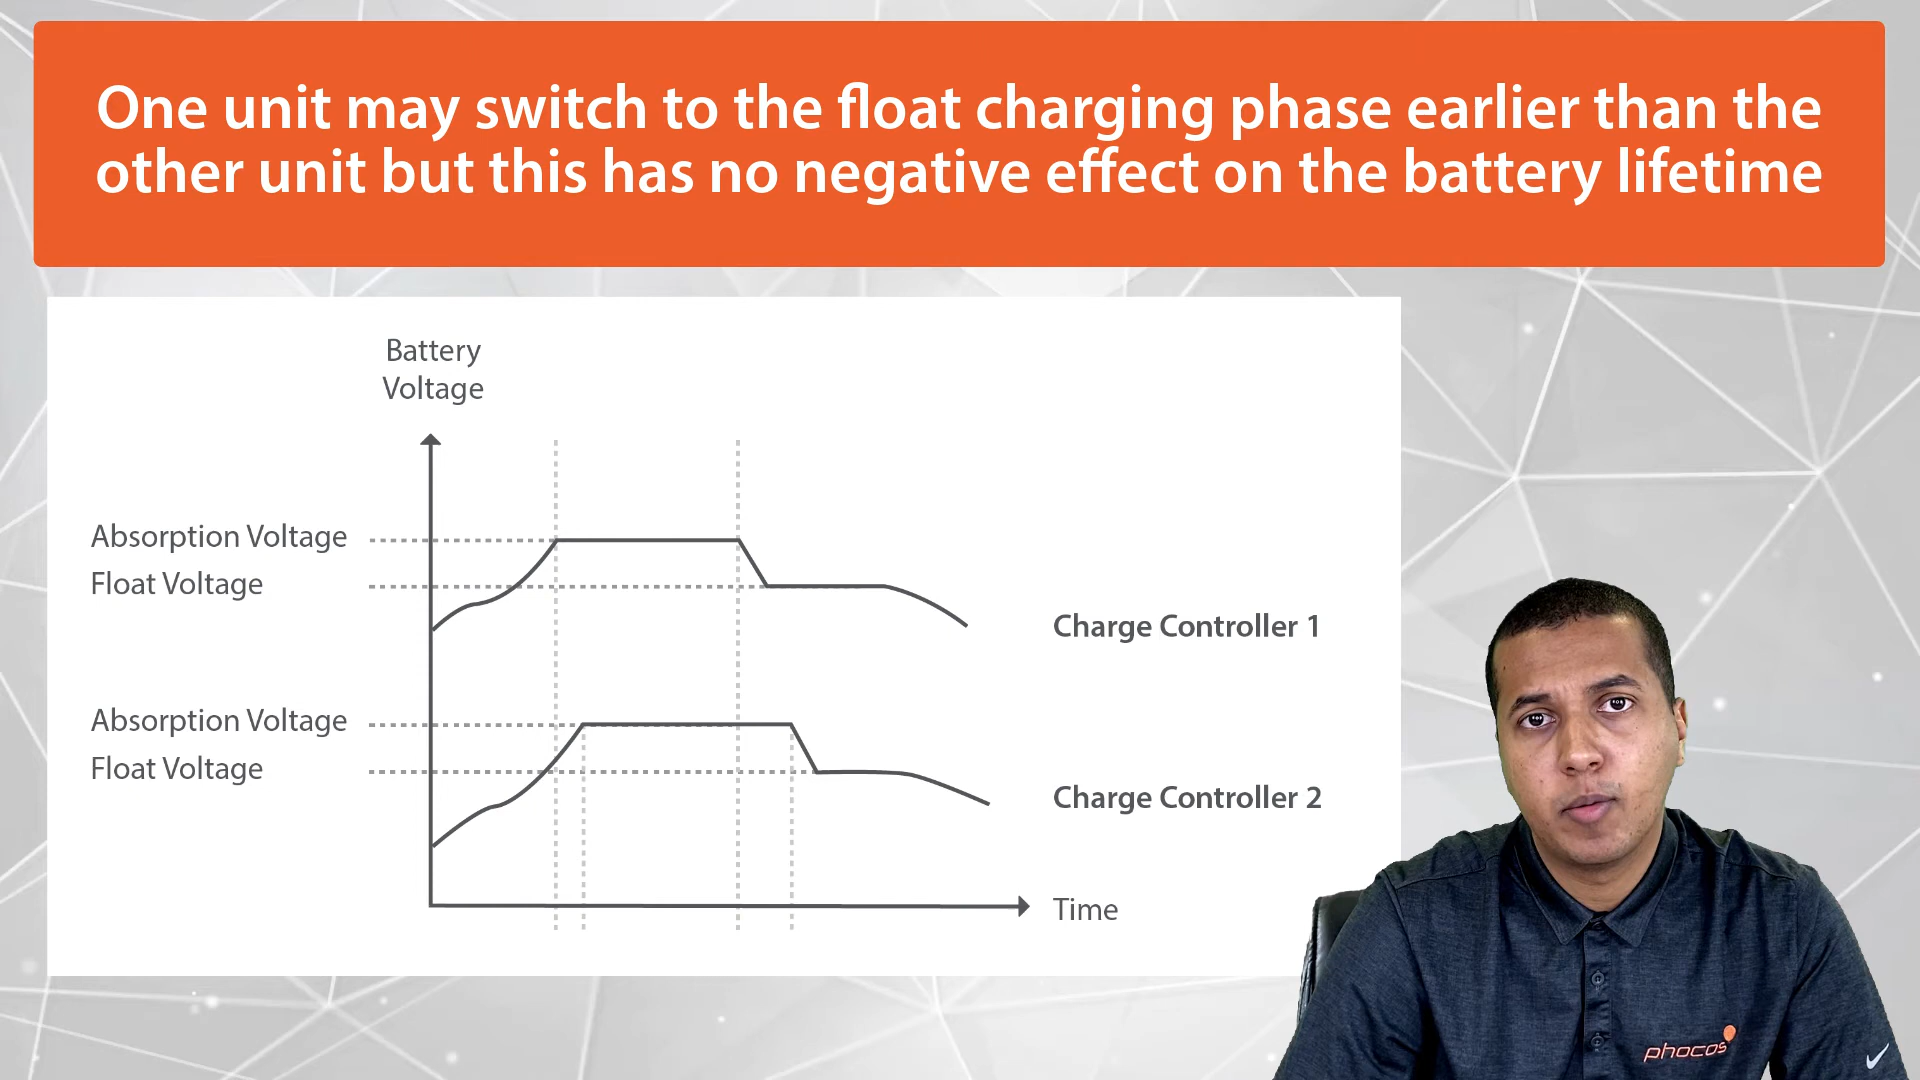 One unit may switch to the float charging phase earlier than the
other unit but this has no negative effect on the battery lifetime
Battery
Voltage
Absorption Voltage
Float Voltage
Charge Controller 1
Absorption Voltage
Float Voltage
Charge Controller 2
Time
phocos